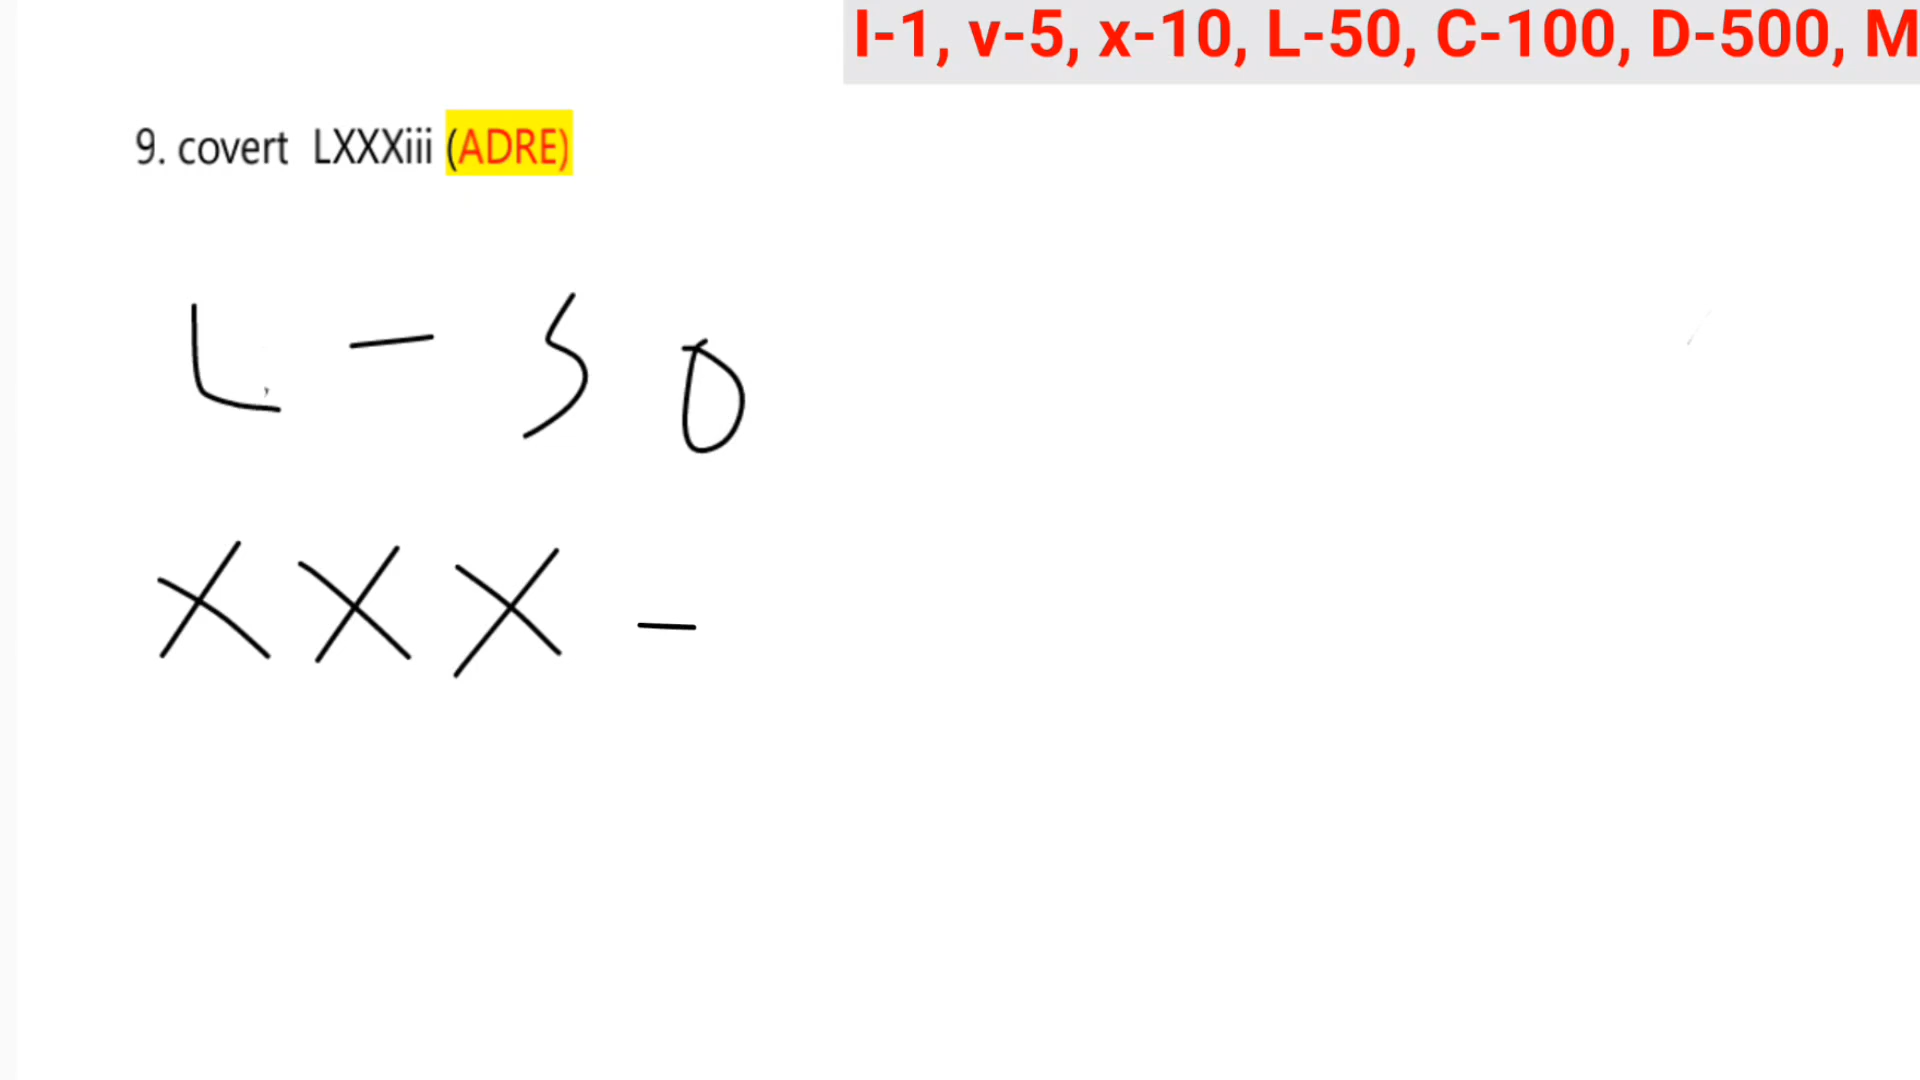 I-1, v-5, x-10, L-50, C-100, D-500, M
9. covert LXXXiii (ADRE)
L - 50
XXX -